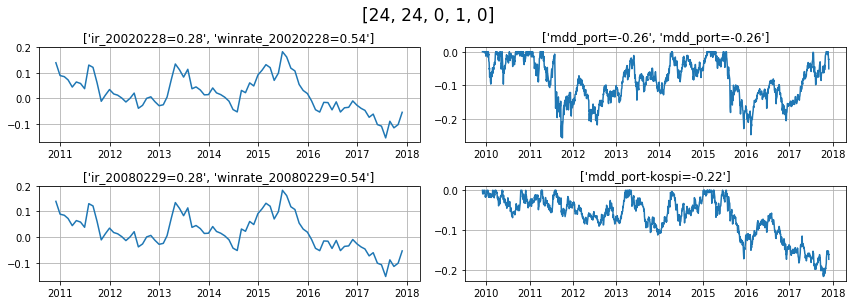 [24, 24, 0, 1, 0]
['ir_20020228=0.28', 'winrate_20020228=0.54']
0.2
0.1
0.0
−0.1
2011 2012 2013 2014 2015 2016 2017 2018
['mdd_port=-0.26', 'mdd_port=-0.26']
0.0
−0.1
−0.2
2010 2011 2012 2013 2014 2015 2016 2017 2018
['ir_20080229=0.28', 'winrate_20080229=0.54']
0.2
0.1
0.0
−0.1
2011 2012 2013 2014 2015 2016 2017 2018
['mdd_port-kospi=-0.22']
0.0
−0.1
−0.2
2010 2011 2012 2013 2014 2015 2016 2017 2018